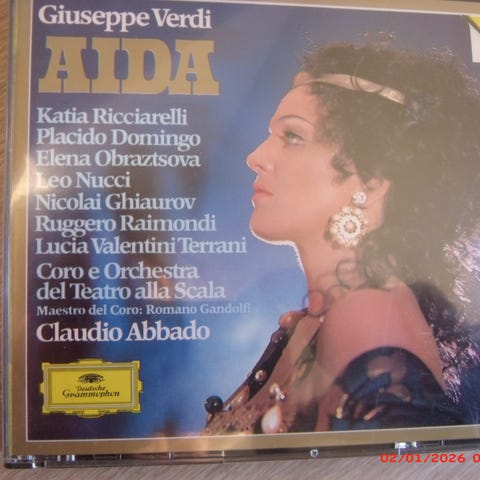 Giuseppe Verdi
AIDA
Katia Ricciarelli
Placido Domingo
Elena Obraztsova
Leo Nucci
Nicolai Ghiaurov
Ruggero Raimondi
Lucia Valentini Terrani
Coro e Orchestra
del Teatro alla Scala
Maestro del Coro: Romano Gandolfi
Claudio Abbado
Deutsche
Grammophon
02/01/2026